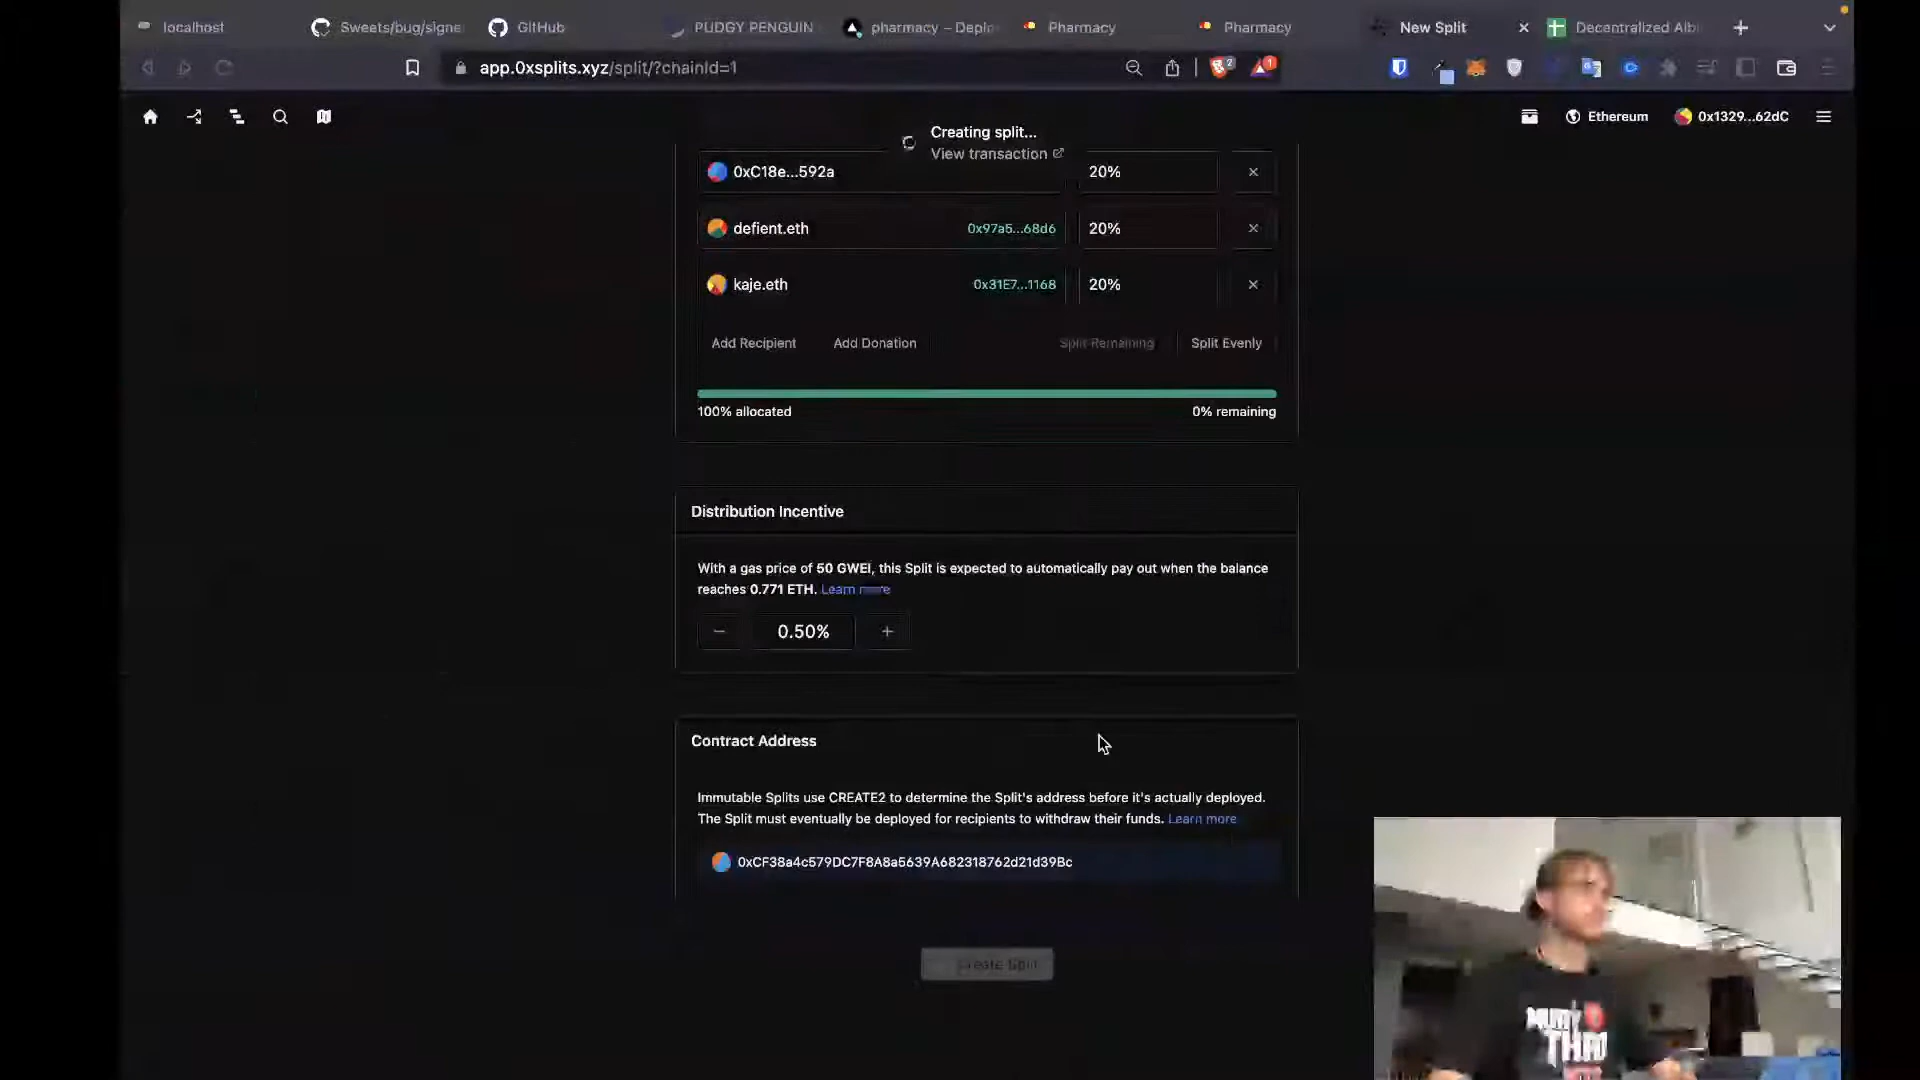 localhost
Sweets/bug/signe
GitHub
PUDGY PENGUIN
pharmacy – Deplo
Pharmacy
Pharmacy
New Split
Decentralized Alb
app.0xsplits.xyz/split/?chainId=1
2
1
Ethereum
0x1329...62dC
Creating split...
View transaction
0xC18e...592a
20%
defient.eth
0x97a5...68d6
20%
kaje.eth
0x31E7...1168
20%
Add Recipient
Add Donation
Split Remaining
Split Evenly
100% allocated
0% remaining
Distribution Incentive
With a gas price of 50 GWEI, this Split is expected to automatically pay out when the balance
reaches 0.771 ETH. Learn more
0.50%
Contract Address
Immutable Splits use CREATE2 to determine the Split's address before it's actually deployed.
The Split must eventually be deployed for recipients to withdraw their funds. Learn more
0xCF38a4c579DC7F8A8a5639A682318762d21d39Bc
Create Split